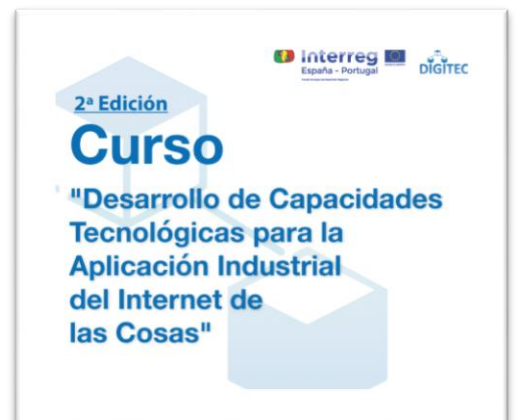 Interreg
España - Portugal
DIGITEC
2ª Edición
Curso
"Desarrollo de Capacidades
Tecnológicas para la
Aplicación Industrial
del Internet de
las Cosas"